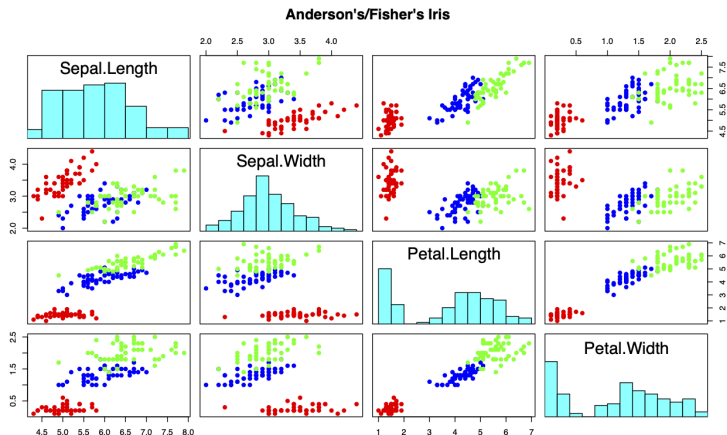 Anderson's/Fisher's Iris
2.0 2.5 3.0 3.5 4.0
0.5 1.5 2.5
Sepal.Length
4.5 5.5 6.5 7.5
2.0 3.0 4.0
Sepal.Width
Petal.Length
1 2 3 4 5 6 7
0.5 1.5 2.5
Petal.Width
4.5 5.0 5.5 6.0 6.5 7.0 7.5 8.0
1 2 3 4 5 6 7